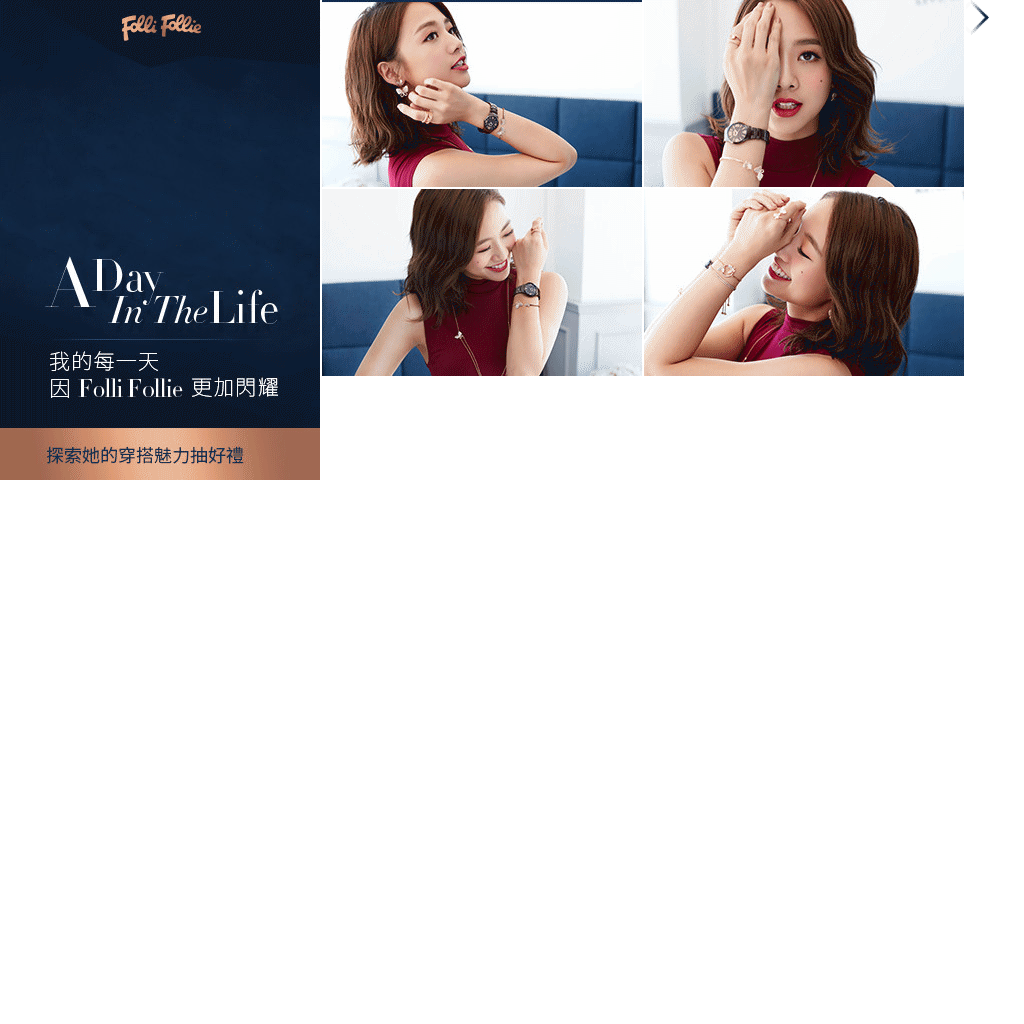 Folli Follie
A Day
In The Life
我的每一天
因 Folli Follie 更加閃耀
探索她的穿搭魅力抽好禮